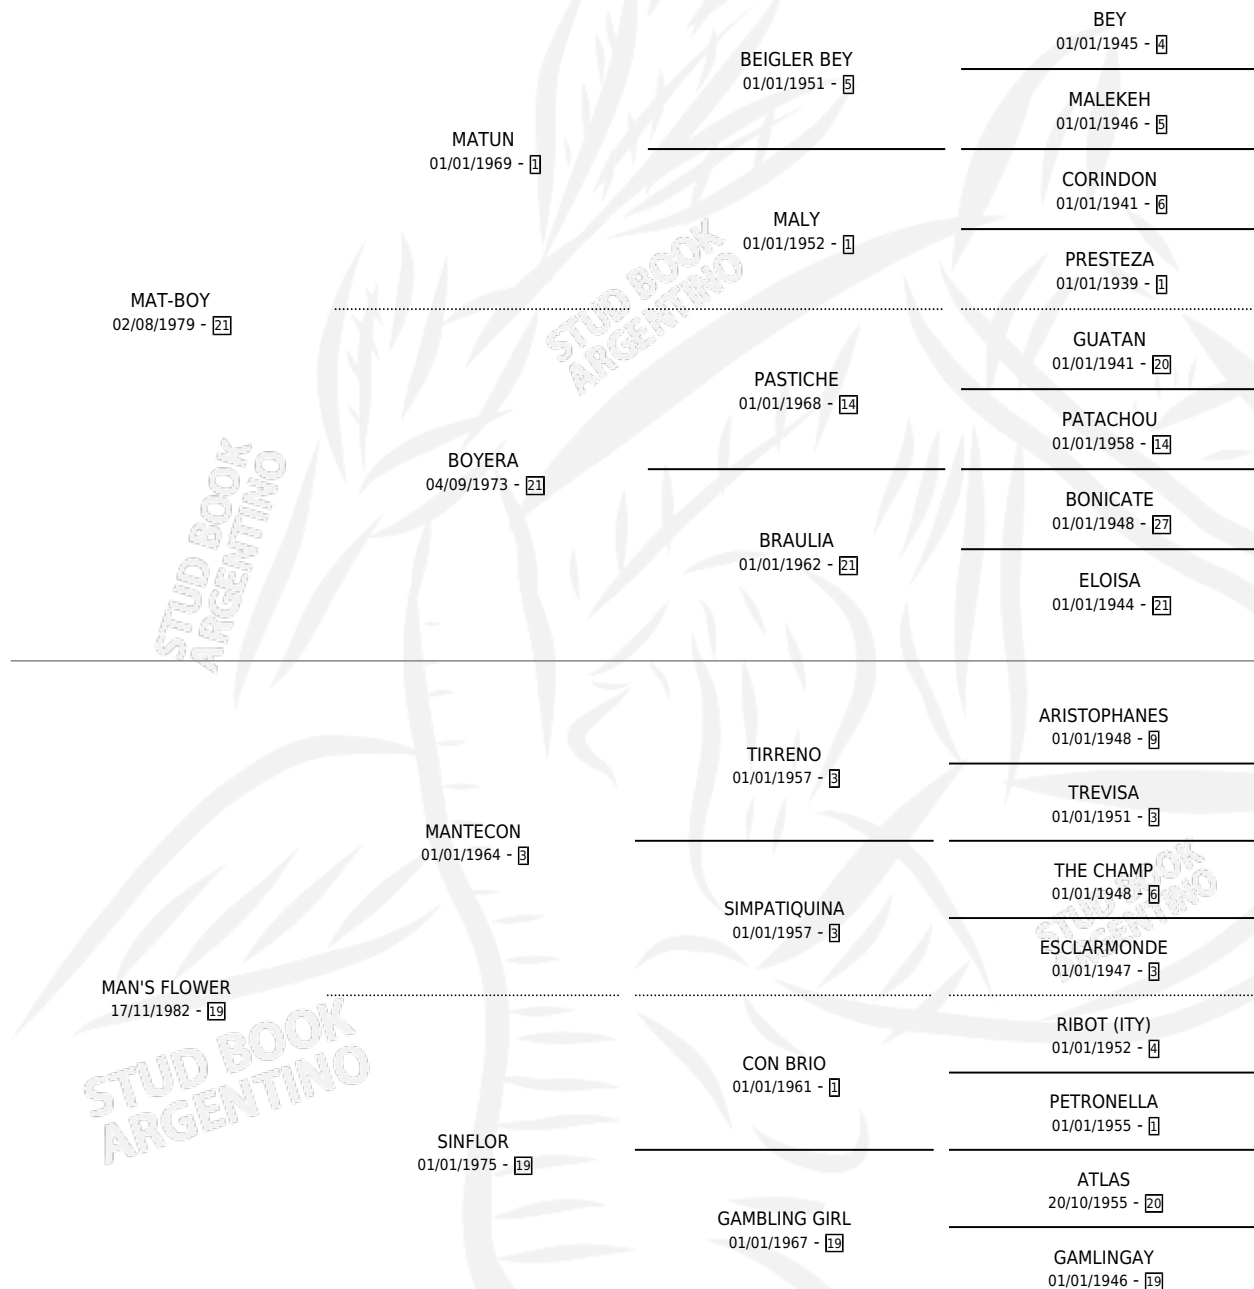 MAT-BOY
02/08/1979 - 21
MATUN
01/01/1969 - 1
BOYERA
04/09/1973 - 21
BEIGLER BEY
01/01/1951 - 5
MALY
01/01/1952 - 1
PASTICHE
01/01/1968 - 14
BRAULIA
01/01/1962 - 21
BEY
01/01/1945 - 4
MALEKEH
01/01/1946 - 5
CORINDON
01/01/1941 - 6
PRESTEZA
01/01/1939 - 1
GUATAN
01/01/1941 - 20
PATACHOU
01/01/1958 - 14
BONICATE
01/01/1948 - 27
ELOISA
01/01/1944 - 21
MAN'S FLOWER
17/11/1982 - 19
MANTECON
01/01/1964 - 3
SINFLOR
01/01/1975 - 19
TIRRENO
01/01/1957 - 3
SIMPATIQUINA
01/01/1957 - 3
CON BRIO
01/01/1961 - 1
GAMBLING GIRL
01/01/1967 - 19
ARISTOPHANES
01/01/1948 - 9
TREVISA
01/01/1951 - 3
THE CHAMP
01/01/1948 - 6
ESCLARMONDE
01/01/1947 - 3
RIBOT (ITY)
01/01/1952 - 4
PETRONELLA
01/01/1955 - 1
ATLAS
20/10/1955 - 20
GAMLINGAY
01/01/1946 - 19
STUD BOOK
ARGENTINO
STUD BOOK
ARGENTINO
STUD BOOK
ARGENTINO
STUD BOOK
ARGENTINO